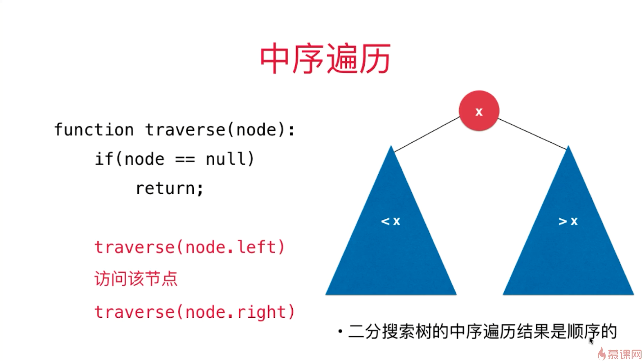 中序遍历
function traverse(node):
if(node == null)
return;
traverse(node.left)
访问该节点
traverse(node.right)
x
< x
> x
• 二分搜索树的中序遍历结果是顺序的
慕课网